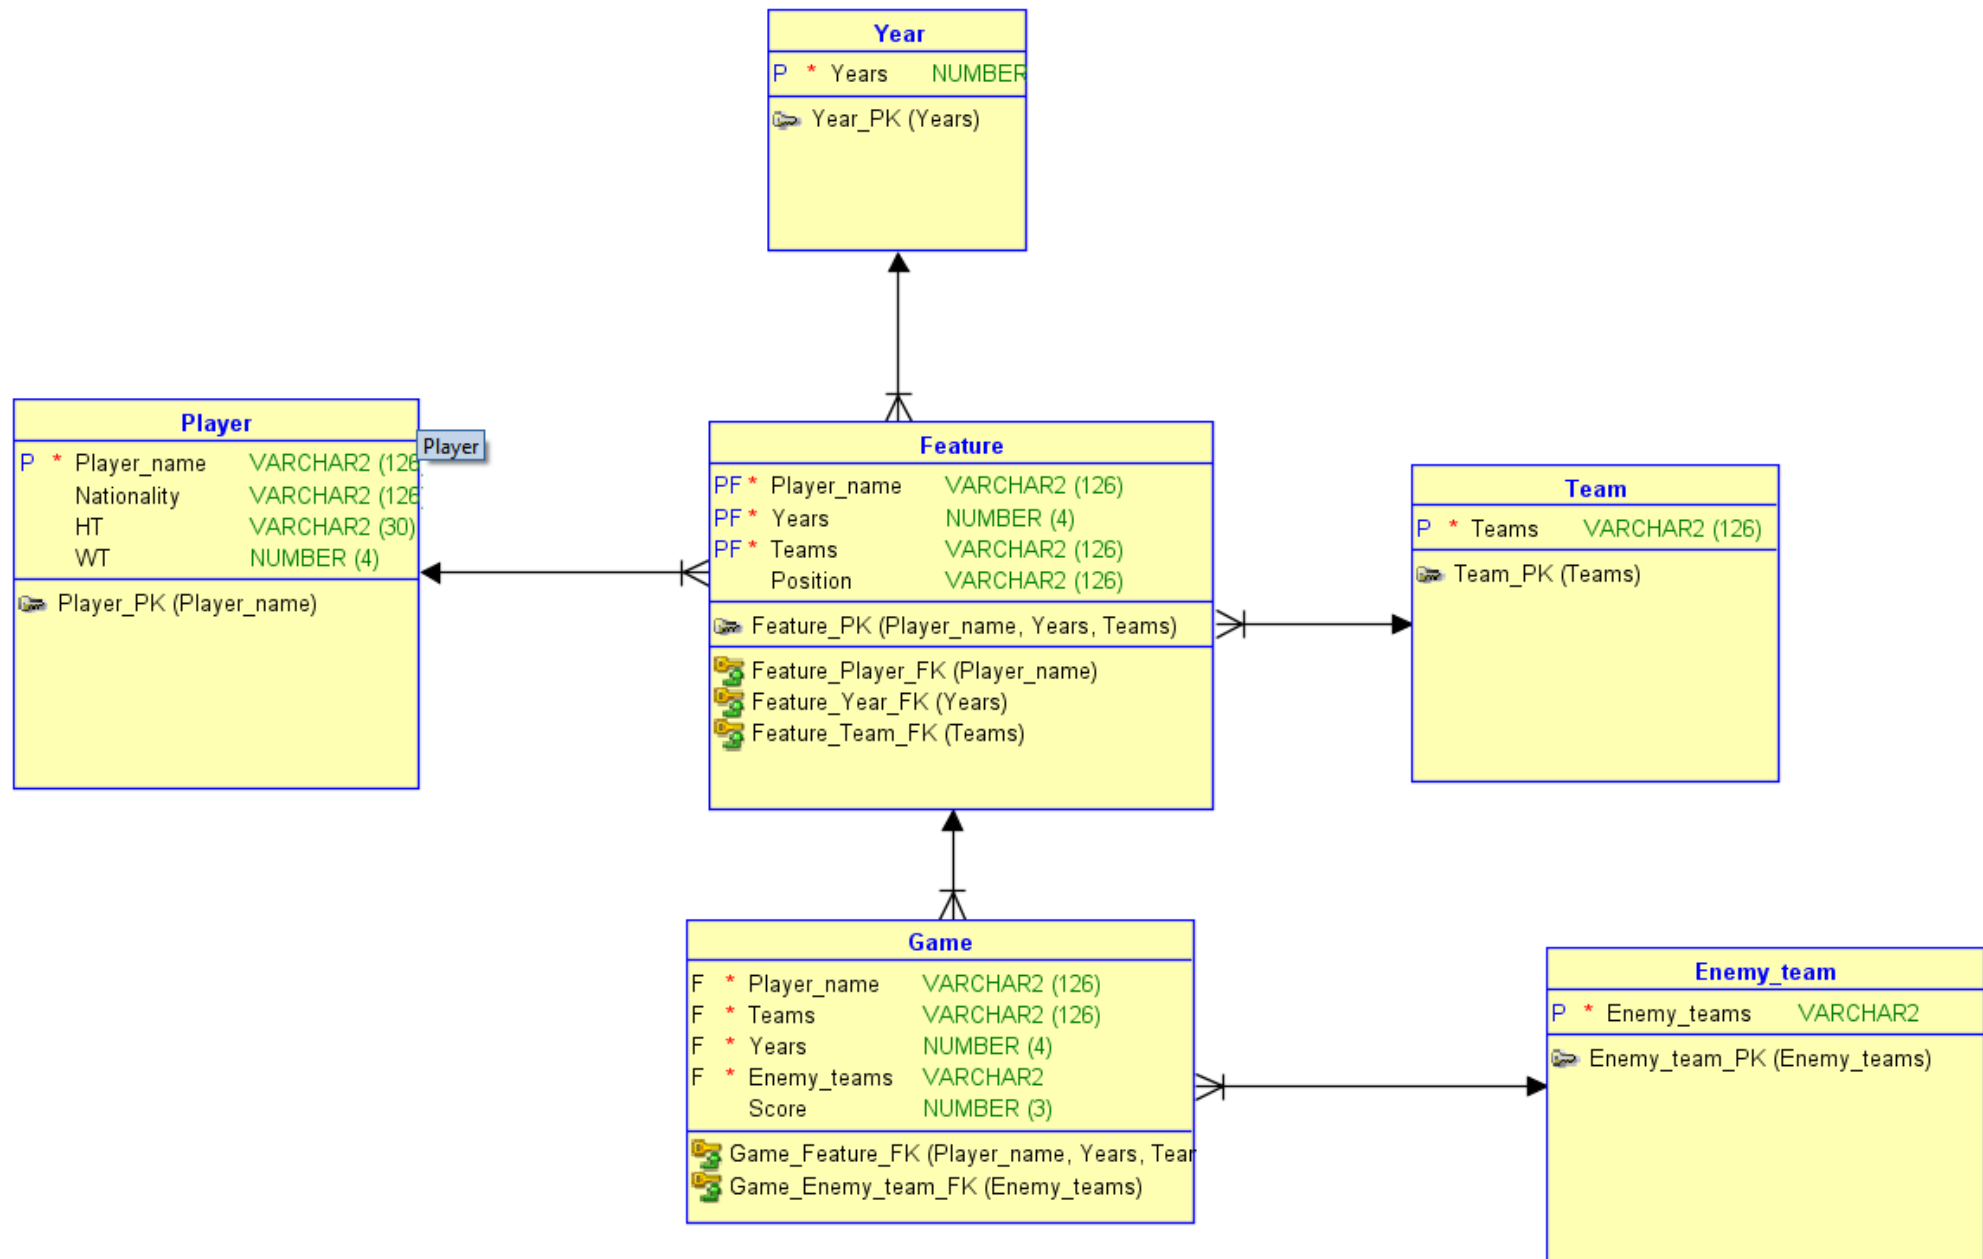 Year
P * Years NUMBER
Year_PK (Years)
Player
P * Player_name VARCHAR2 (126
Nationality VARCHAR2 (126
HT VARCHAR2 (30)
WT NUMBER (4)
Player_PK (Player_name)
Player
Feature
PF * Player_name VARCHAR2 (126)
PF * Years NUMBER (4)
PF * Teams VARCHAR2 (126)
Position VARCHAR2 (126)
Feature_PK (Player_name, Years, Teams)
Feature_Player_FK (Player_name)
Feature_Year_FK (Years)
Feature_Team_FK (Teams)
Team
P * Teams VARCHAR2 (126)
Team_PK (Teams)
Game
F * Player_name VARCHAR2 (126)
F * Teams VARCHAR2 (126)
F * Years NUMBER (4)
F * Enemy_teams VARCHAR2
Score NUMBER (3)
Game_Feature_FK (Player_name, Years,
Game_Enemy_team_FK (Enemy_teams)
Enemy_team
P * Enemy_teams VARCHAR2
Enemy_team_PK (Enemy_teams)